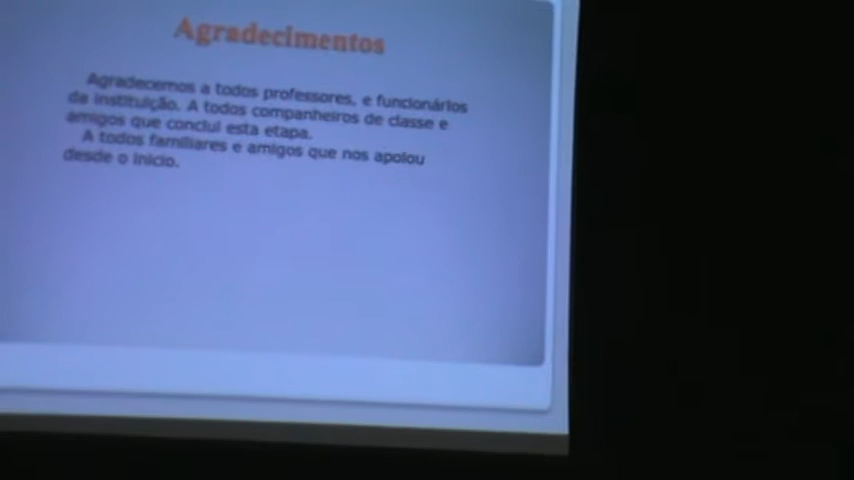 Agradecimentos
Agradecemos a todos professores, e funcionários
da instituição. A todos companheiros de classe e
amigos que conclui esta etapa.
A todos familiares e amigos que nos apoiou
desde o inicio.